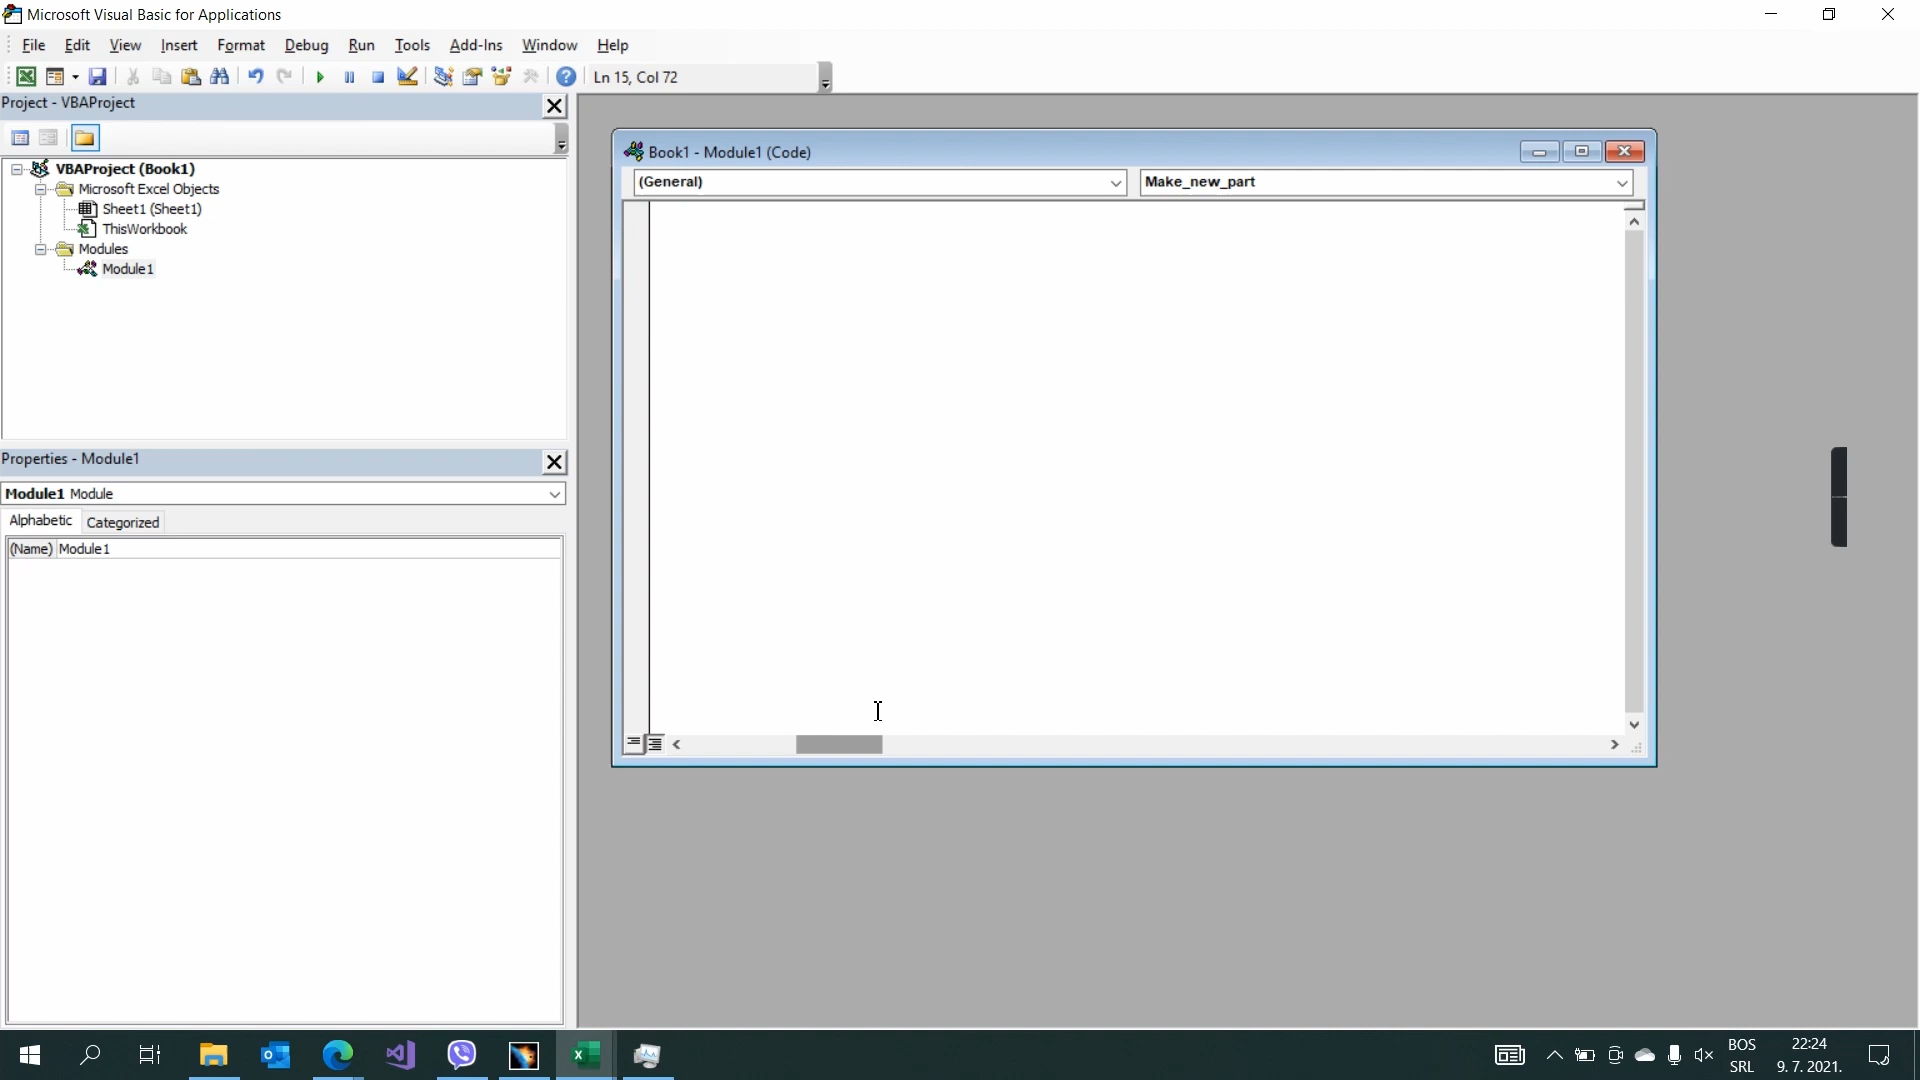 Microsoft Visual Basic for Applications
File Edit View Insert Format Debug Run Tools Add-Ins Window Help
Ln 15, Col 72
Project - VBAProject
VBAProject (Book1)
Microsoft Excel Objects
Sheet1 (Sheet1)
ThisWorkbook
Modules
Module1
Properties - Module1
Module1 Module
Alphabetic Categorized
(Name) Module1
Book1 - Module1 (Code)
(General) Make_new_part
BOS 22:24
SRL 9. 7. 2021.